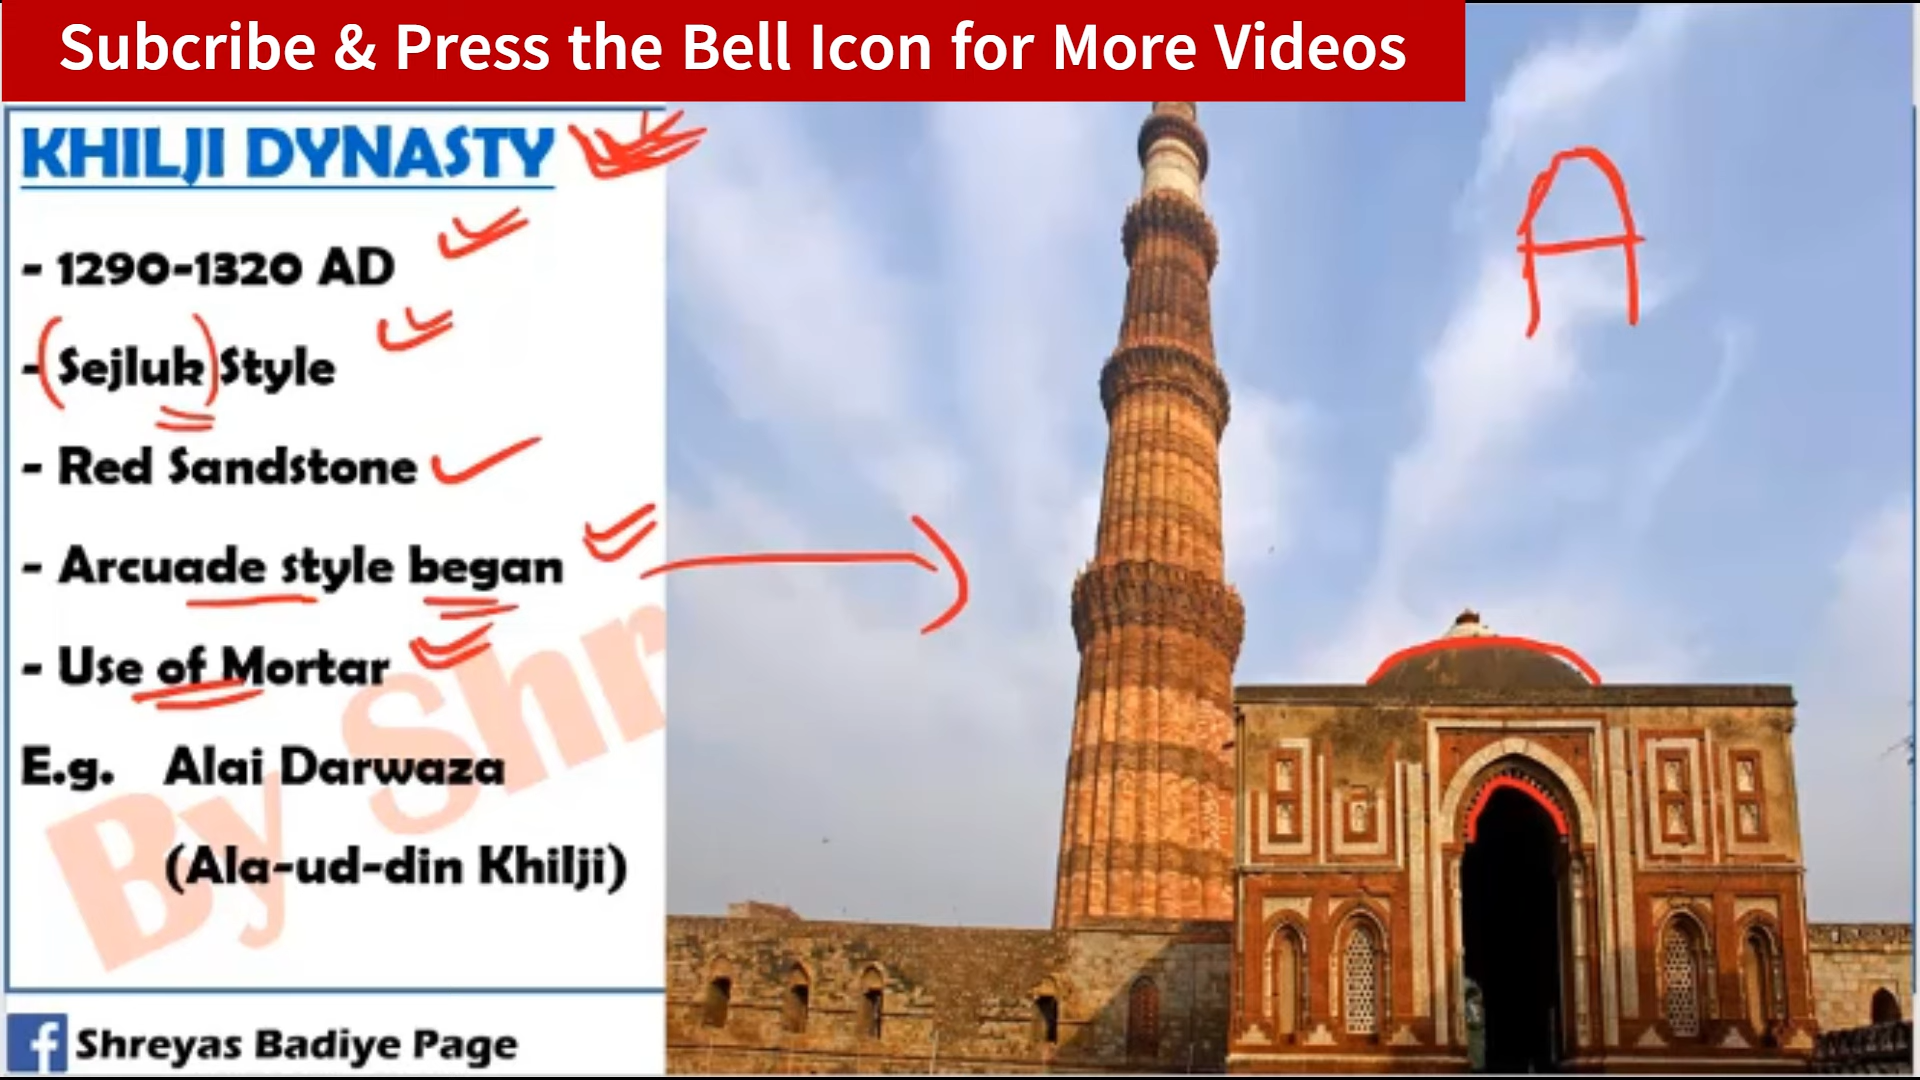 Subcribe & Press the Bell Icon for More Videos
KHILJI DYNASTY
- 1290-1320 AD
- (Sejluk) Style
- Red Sandstone
- Arcuade style began
- Use of Mortar
E.g. Alai Darwaza
(Ala-ud-din Khilji)
By Shr
Shreyas Badiye Page
A